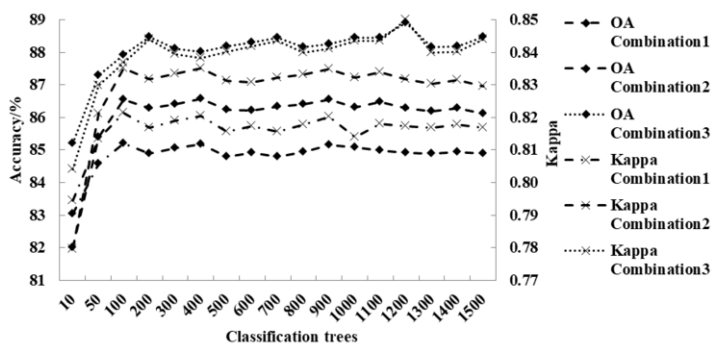 89
88
87
86
85
84
83
82
81
Accuracy/%
0.85
0.84
0.83
0.82
0.81
0.80
0.79
0.78
0.77
Kappa
10
50
100
200
300
400
500
600
700
800
900
1000
1100
1200
1300
1400
1500
Classification trees
OA
Combination1
OA
Combination2
OA
Combination3
Kappa
Combination1
Kappa
Combination2
Kappa
Combination3